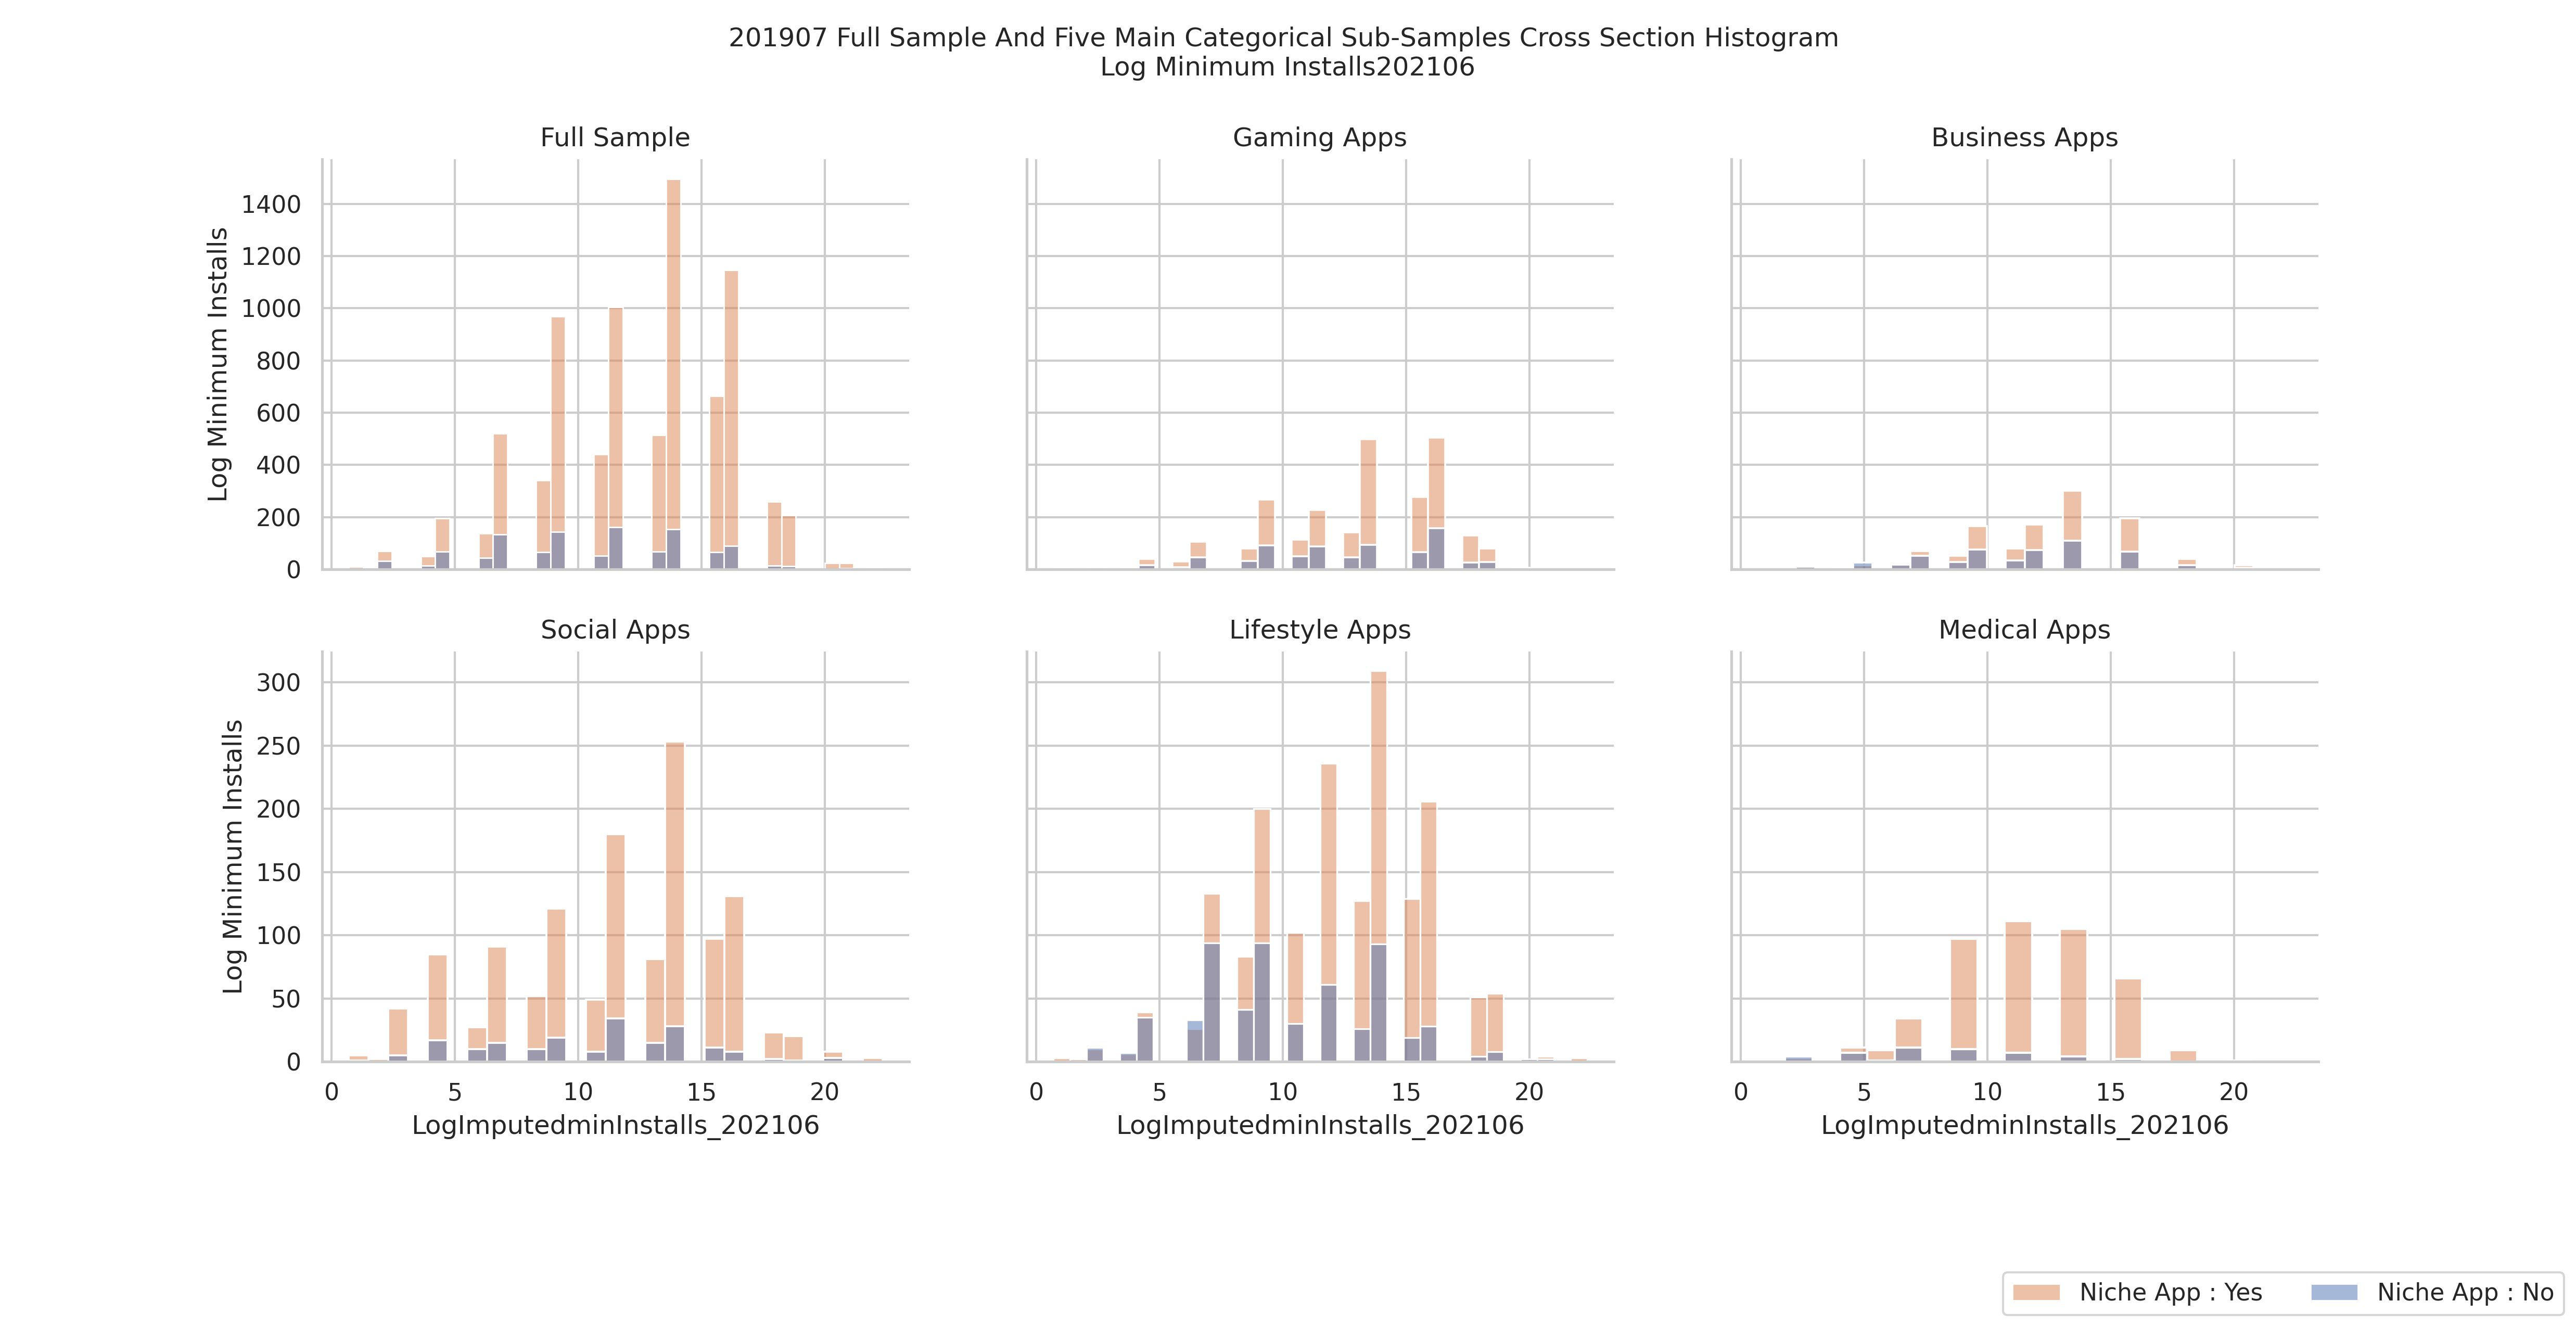 201907 Full Sample And Five Main Categorical Sub-Samples Cross Section Histogram
Log Minimum Installs202106
Full Sample
Gaming Apps
Business Apps
Log Minimum Installs
1400
1200
1000
800
600
400
200
0
Social Apps
Lifestyle Apps
Medical Apps
Log Minimum Installs
300
250
200
150
100
50
0
0 5 10 15 20
0 5 10 15 20
0 5 10 15 20
LogImputedminInstalls_202106
LogImputedminInstalls_202106
LogImputedminInstalls_202106
Niche App : Yes
Niche App : No